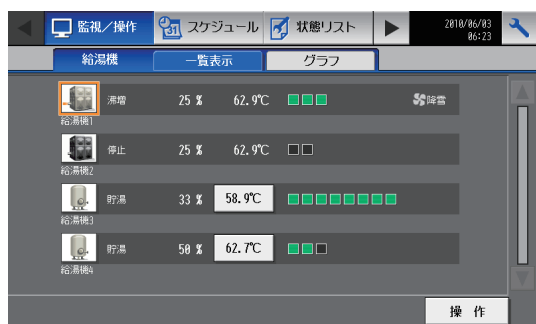 監視／操作 31 スケジュール 状態リスト 2010/06/03
06:23
給湯機 一覧表示 グラフ
沸増 25 % 62.9℃ 降雪
給湯機1
停止 25 % 62.9℃
給湯機2
貯湯 33 % 58.9℃
給湯機3
貯湯 50 % 62.7℃
給湯機4
操 作